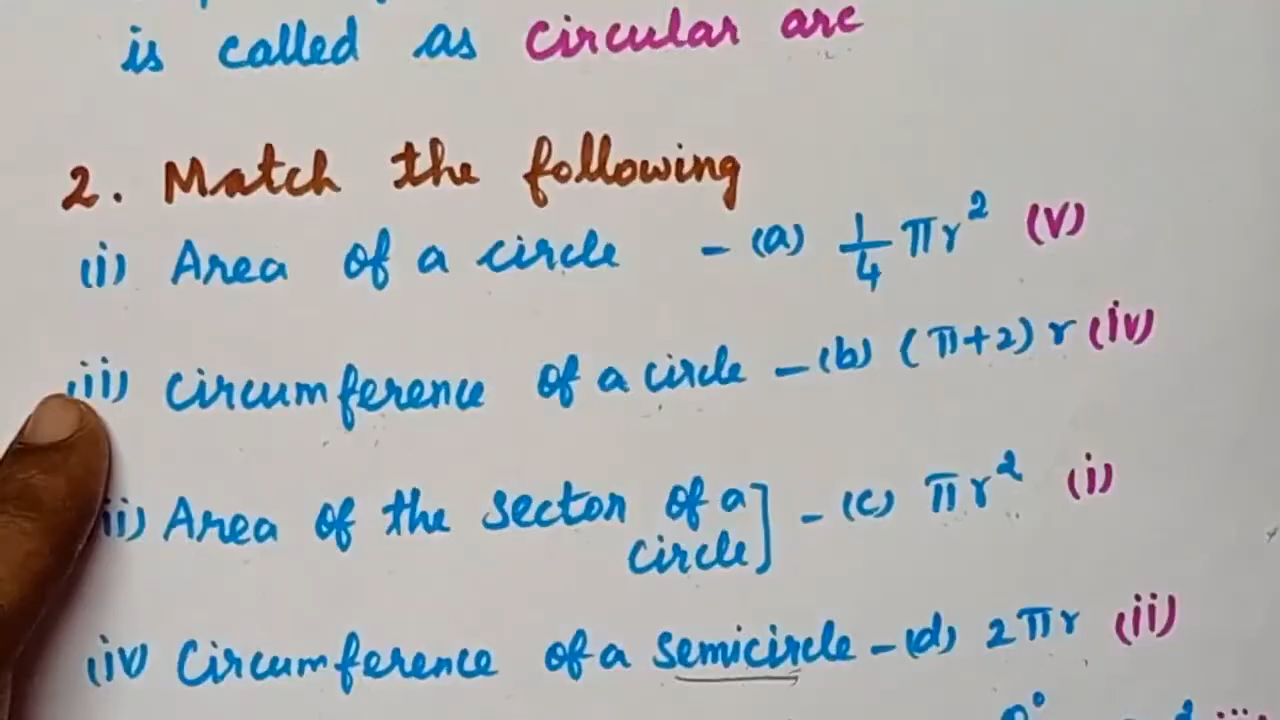 is called as circular arc
2. Match the following
(i) Area of a circle - (a) 1/4 πr² (v)
(ii) Circumference of a circle - (b) (π+2) r (iv)
ii) Area of the sector of a circle] - (c) πr² (i)
(iv) Circumference of a semicircle - (d) 2πr (ii)